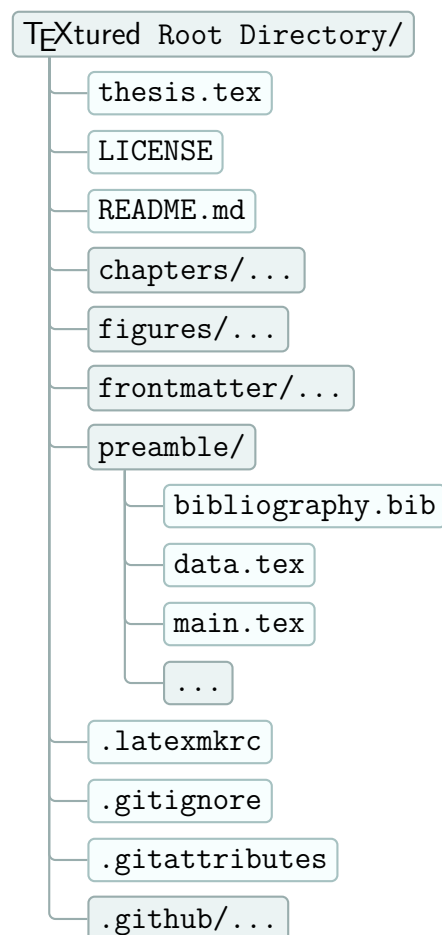 TEXtured Root Directory/
thesis.tex
LICENSE
README.md
chapters/...
figures/...
frontmatter/...
preamble/
bibliography.bib
data.tex
main.tex
...
.latexmkrc
.gitignore
.gitattributes
.github/...